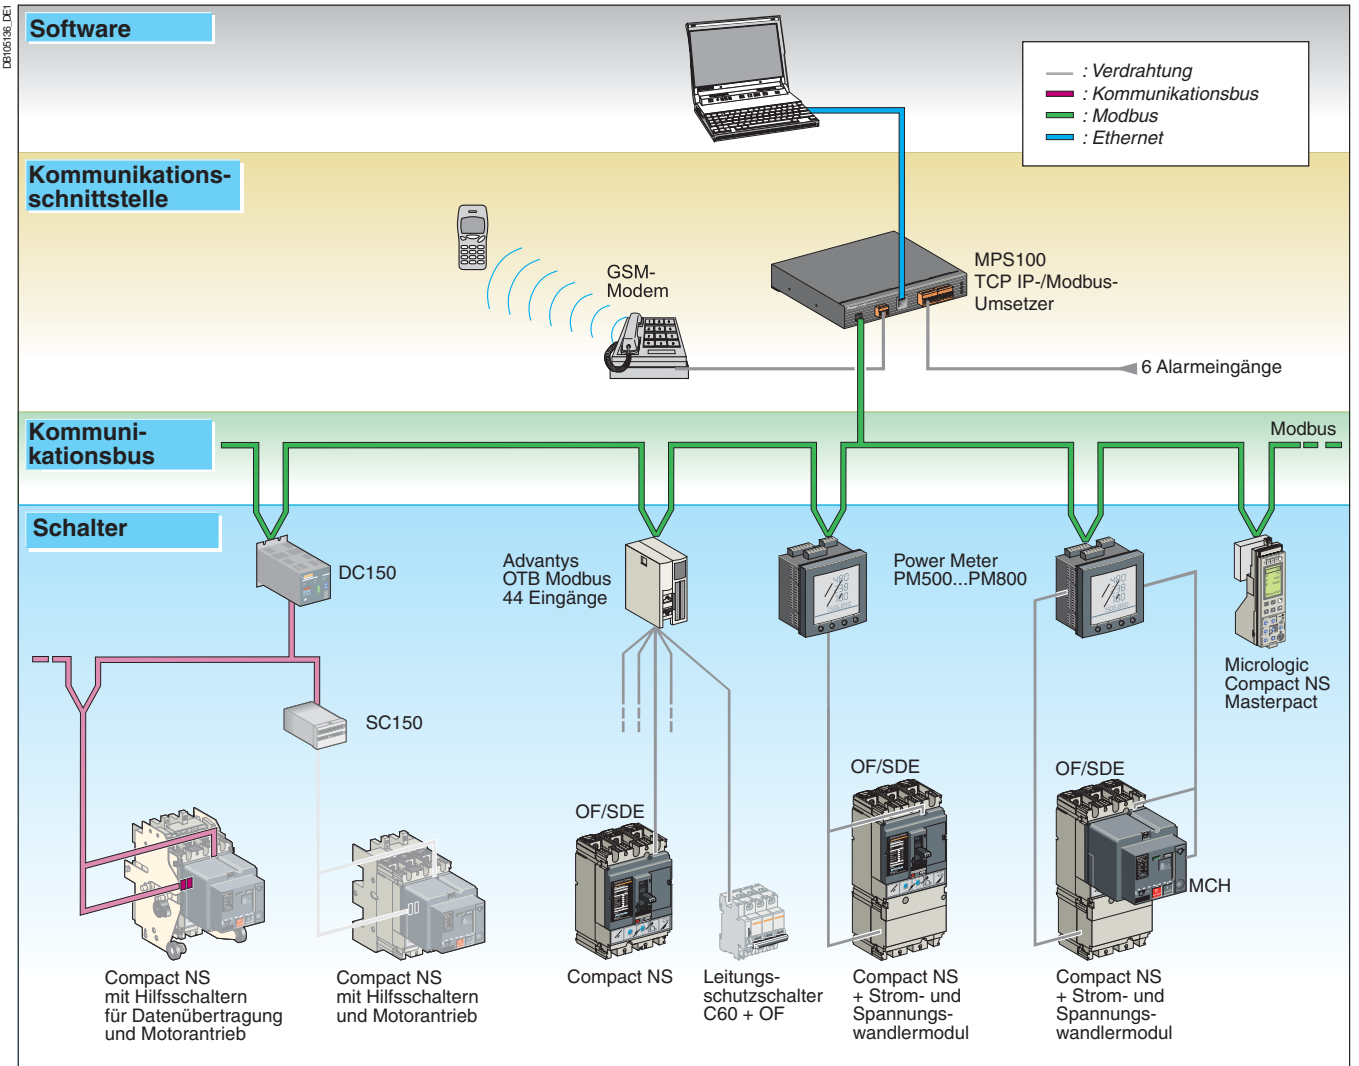 DB105136_DE1
Software
: Verdrahtung
: Kommunikationsbus
: Modbus
: Ethernet
Kommunikations-
schnittstelle
GSM-
Modem
MPS100
TCP IP-/Modbus-
Umsetzer
6 Alarmeingänge
Kommuni-
kationsbus
Modbus
Schalter
DC150
Advantys
OTB Modbus
44 Eingänge
Power Meter
PM500...PM800
Micrologic
Compact NS
Masterpact
SC150
OF/SDE
OF/SDE
OF/SDE
MCH
Compact NS
mit Hilfsschaltern
für Datenübertragung
und Motorantrieb
Compact NS
mit Hilfsschaltern
und Motorantrieb
Compact NS
Leitungs-
schutzschalter
C60 + OF
Compact NS
+ Strom- und
Spannungs-
wandlermodul
Compact NS
+ Strom- und
Spannungs-
wandlermodul